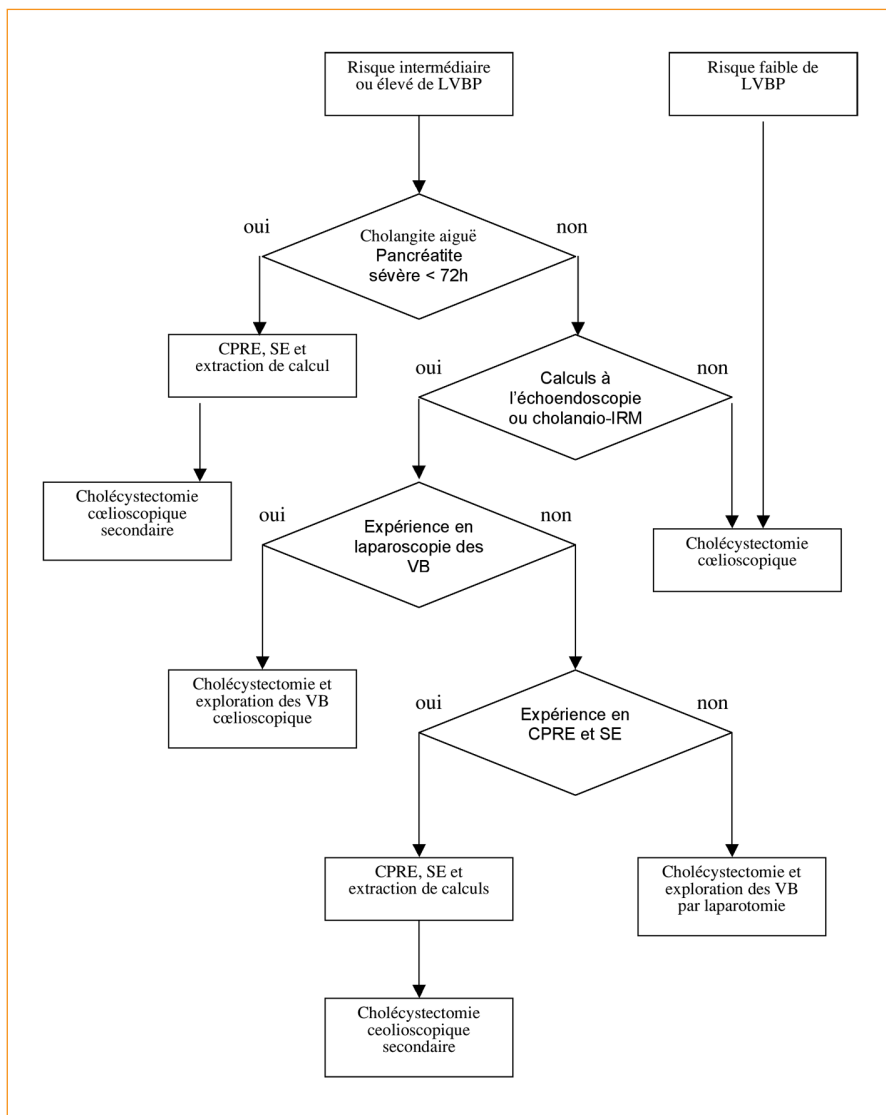 Risque intermédiaire
ou élevé de LVBP
Risque faible de
LVBP
oui
non
Cholangite aiguë
Pancréatite
sévère < 72h
CPRE, SE et
extraction de calcul
oui
non
Calculs à
l'échoendoscopie
ou cholangio-IRM
Cholécystectomie
cœlioscopique
secondaire
oui
non
Expérience en
laparoscopie des
VB
Cholécystectomie
cœlioscopique
Cholécystectomie et
exploration des VB
cœlioscopique
oui
non
Expérience en
CPRE et SE
CPRE, SE et
extraction de calculs
Cholécystectomie et
exploration des VB
par laparotomie
Cholécystectomie
ceolioscopique
secondaire